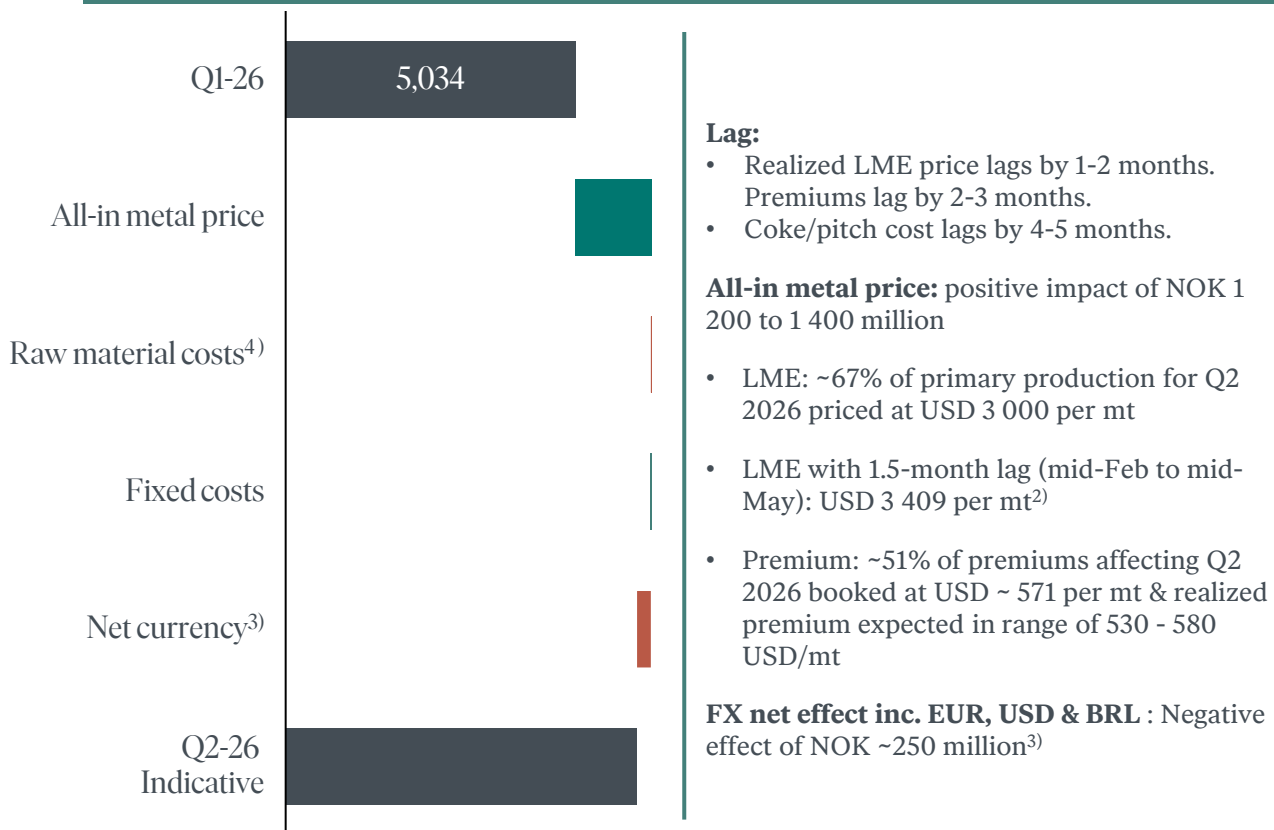 Q1-26
5,034
All-in metal price
Raw material costs4)
Fixed costs
Net currency3)
Q2-26
Indicative
Lag:
• Realized LME price lags by 1-2 months.
Premiums lag by 2-3 months.
• Coke/pitch cost lags by 4-5 months.
All-in metal price: positive impact of NOK 1
200 to 1 400 million
• LME: ~67% of primary production for Q2
2026 priced at USD 3 000 per mt
• LME with 1.5-month lag (mid-Feb to mid-
May): USD 3 409 per mt2)
• Premium: ~51% of premiums affecting Q2
2026 booked at USD ~ 571 per mt & realized
premium expected in range of 530 - 580
USD/mt
FX net effect inc. EUR, USD & BRL : Negative
effect of NOK ~250 million3)